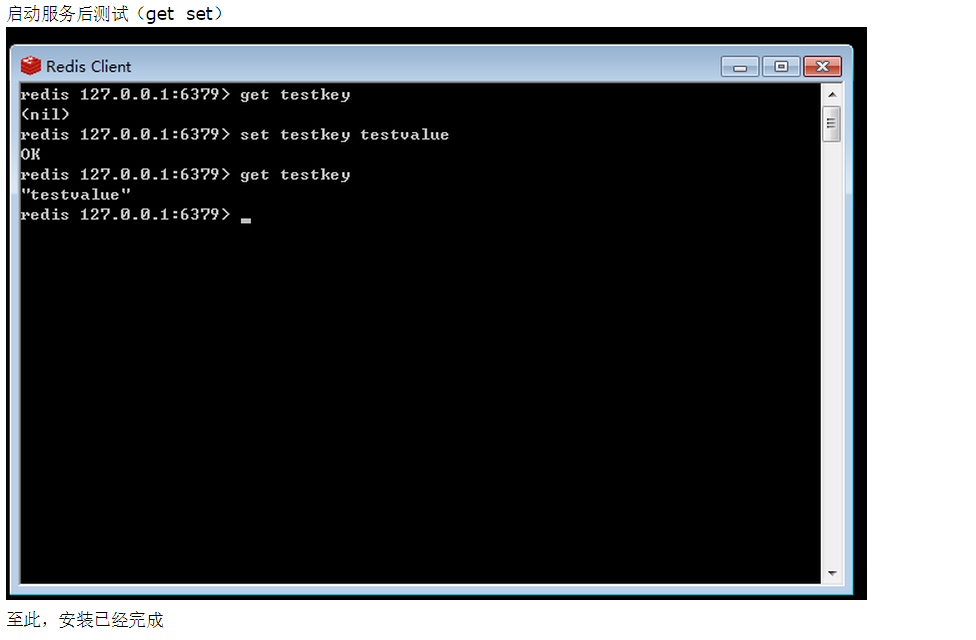 启动服务后测试（get set）
Redis Client
redis 127.0.0.1:6379> get testkey
(nil)
redis 127.0.0.1:6379> set testkey testvalue
OK
redis 127.0.0.1:6379> get testkey
"testvalue"
redis 127.0.0.1:6379>
至此，安装已经完成